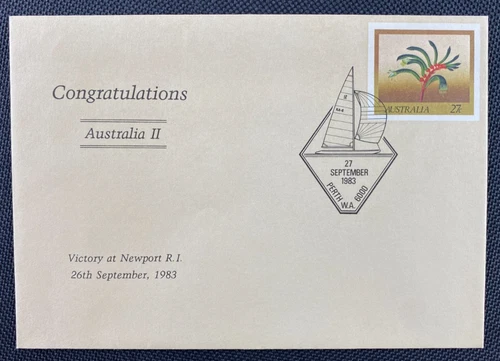 Congratulations
Australia II
Victory at Newport R.I.
26th September, 1983
AUSTRALIA 27c
27
SEPTEMBER
1983
PERTH W.A. 6000